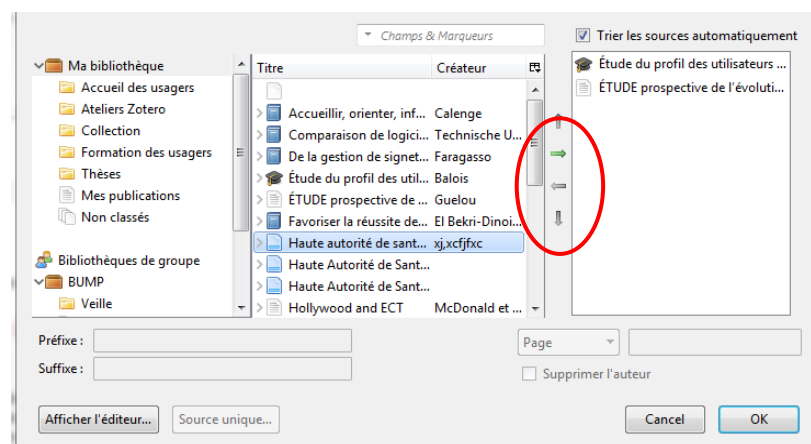 Champs & Marqueurs
Trier les sources automatiquement
Ma bibliothèque
Accueil des usagers
Ateliers Zotero
Collection
Formation des usagers
Thèses
Mes publications
Non classés
Bibliothèques de groupe
BUMP
Veille
Titre Créateur
Accueillir, orienter, inf... Calenge
Comparaison de logici... Technische U...
De la gestion de signet... Faragasso
Étude du profil des util... Balois
ÉTUDE prospective de ... Guelou
Favoriser la réussite de... El Bekri-Dinoi...
Haute autorité de sant... xj,xcfjfxc
Haute Autorité de Sant...
Haute Autorité de Sant...
Hollywood and ECT McDonald et ...
Étude du profil des utilisateurs ...
ÉTUDE prospective de l'évoluti...
Préfixe :
Page
Suffixe :
Supprimer l'auteur
Afficher l'éditeur... Source unique... Cancel OK